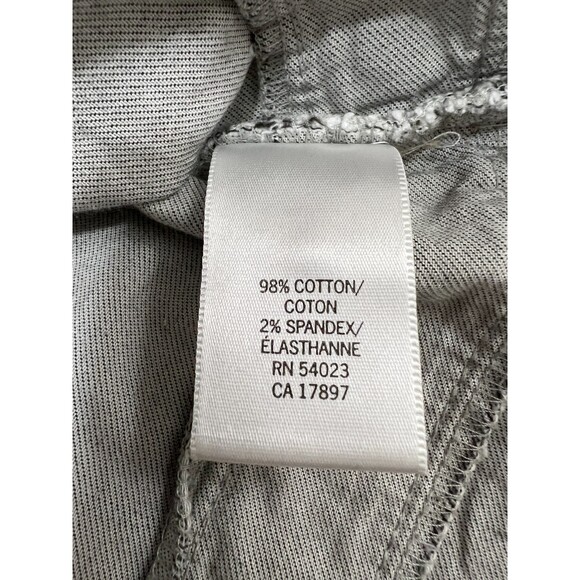 98% COTTON/
COTON
2% SPANDEX/
ÉLASTHANNE
RN 54023
CA 17897